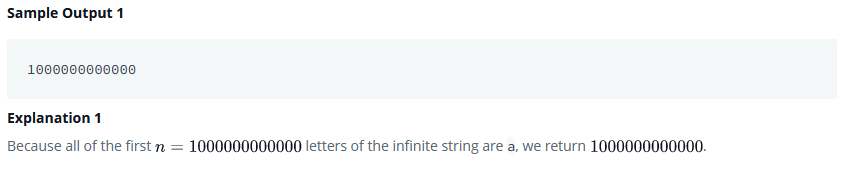 Sample Output 1
1000000000000
Explanation 1
Because all of the first n = 1000000000000 letters of the infinite string are a, we return 1000000000000.